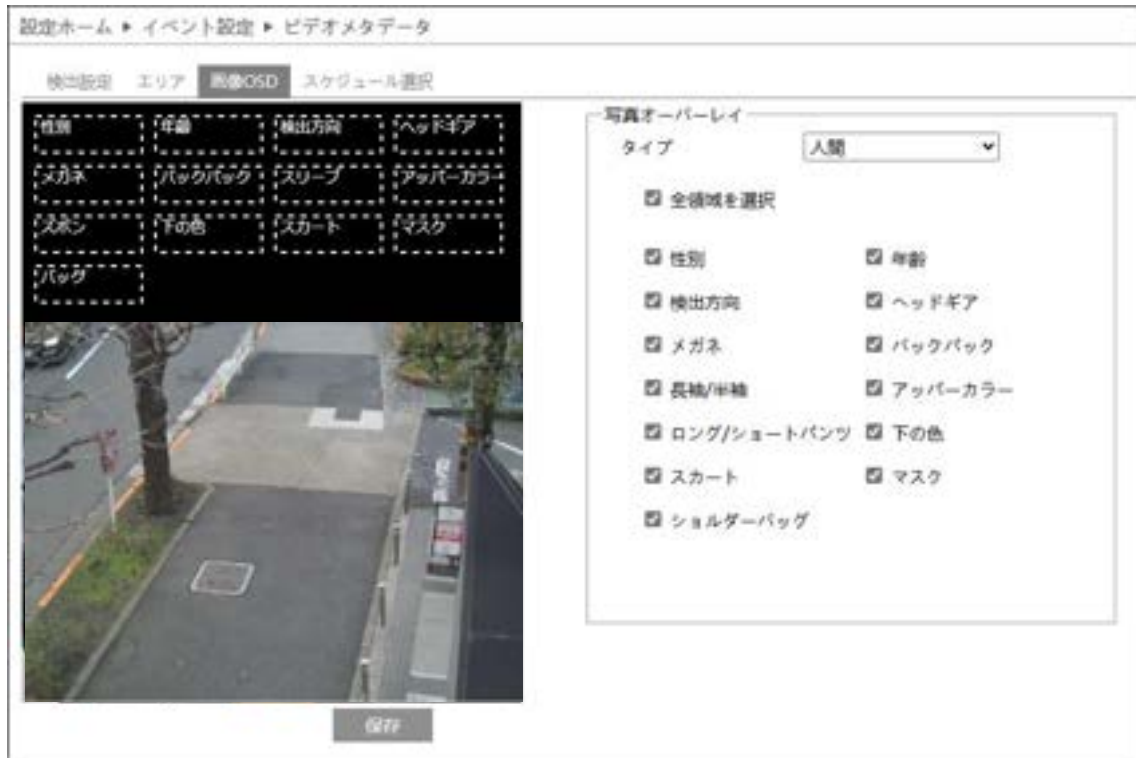 設定ホーム ▶ イベント設定 ▶ ビデオメタデータ
検出設定 エリア 画像OSD スケジュール選択
性別 年齢 検出方向 ヘッドギア
メガネ バックパック スリーブ アッパーカラー
ズボン 下の色 スカート マスク
バッグ
写真オーバーレイ
タイプ 人間
全領域を選択
性別 年齢
検出方向 ヘッドギア
メガネ バックパック
長袖/半袖 アッパーカラー
ロング/ショートパンツ 下の色
スカート マスク
ショルダーバッグ
保存